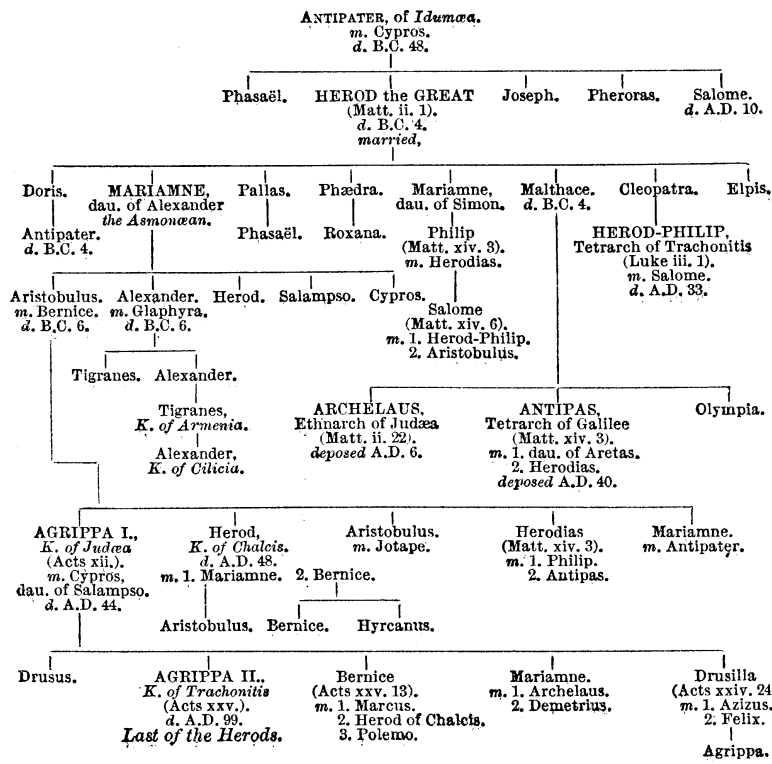 ANTIPATER, of Idumæa.
m. Cypros.
d. B.C. 48.
Phasaël.
HEROD the GREAT
(Matt. ii. 1).
d. B.C. 4.
married,
Joseph.
Pheroras.
Salome.
d. A.D. 10.
Doris.
Antipater.
d. B.C. 4.
MARIAMNE,
dau. of Alexander
the Asmonæan.
Pallas.
Phasaël.
Phædra.
Roxana.
Mariamne,
dau. of Simon.
Philip
(Matt. xiv. 3).
m. Herodias.
Salome
(Matt. xiv. 6).
m. 1. Herod-Philip.
2. Aristobulus.
Malthace.
d. B.C. 4.
Cleopatra.
HEROD-PHILIP,
Tetrarch of Trachonitis
(Luke iii. 1).
m. Salome.
d. A.D. 33.
Elpis.
Aristobulus.
m. Bernice.
d. B.C. 6.
Alexander.
m. Glaphyra.
d. B.C. 6.
Herod.
Salampso.
Cypros.
Tigranes.
Alexander.
Tigranes,
K. of Armenia.
Alexander,
K. of Cilicia.
ARCHELAUS,
Ethnarch of Judæa
(Matt. ii. 22).
deposed A.D. 6.
ANTIPAS,
Tetrarch of Galilee
(Matt. xiv. 3).
m. 1. dau. of Aretas.
2. Herodias.
deposed A.D. 40.
Olympia.
AGRIPPA I.,
K. of Judæa
(Acts xii.).
m. Cypros,
dau. of Salampso.
d. A.D. 44.
Herod,
K. of Chalcis.
d. A.D. 48.
m. 1. Mariamne. 2. Bernice.
Aristobulus.
Bernice.
Hyrcanus.
Aristobulus.
m. Jotape.
Herodias
(Matt. xiv. 3).
m. 1. Philip.
2. Antipas.
Mariamne.
m. Antipater.
Drusus.
AGRIPPA II.,
K. of Trachonitis
(Acts xxv.).
d. A.D. 99.
Last of the Herods.
Bernice
(Acts xxv. 13).
m. 1. Marcus.
2. Herod of Chalcis.
3. Polemo.
Mariamne.
m. 1. Archelaus.
2. Demetrius.
Drusilla
(Acts xxiv. 24
m. 1. Azizus.
2. Felix.
Agrippa.